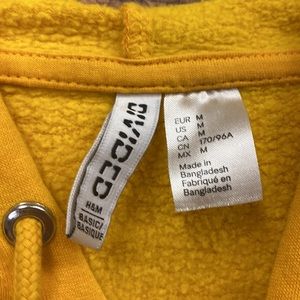 DIVIDED
H&M
BASIC/
BASIQUE
EUR M
US M
CA M
CN 170/96A
MX M
Made in
Bangladesh
Fabriqué en
Bangladesh